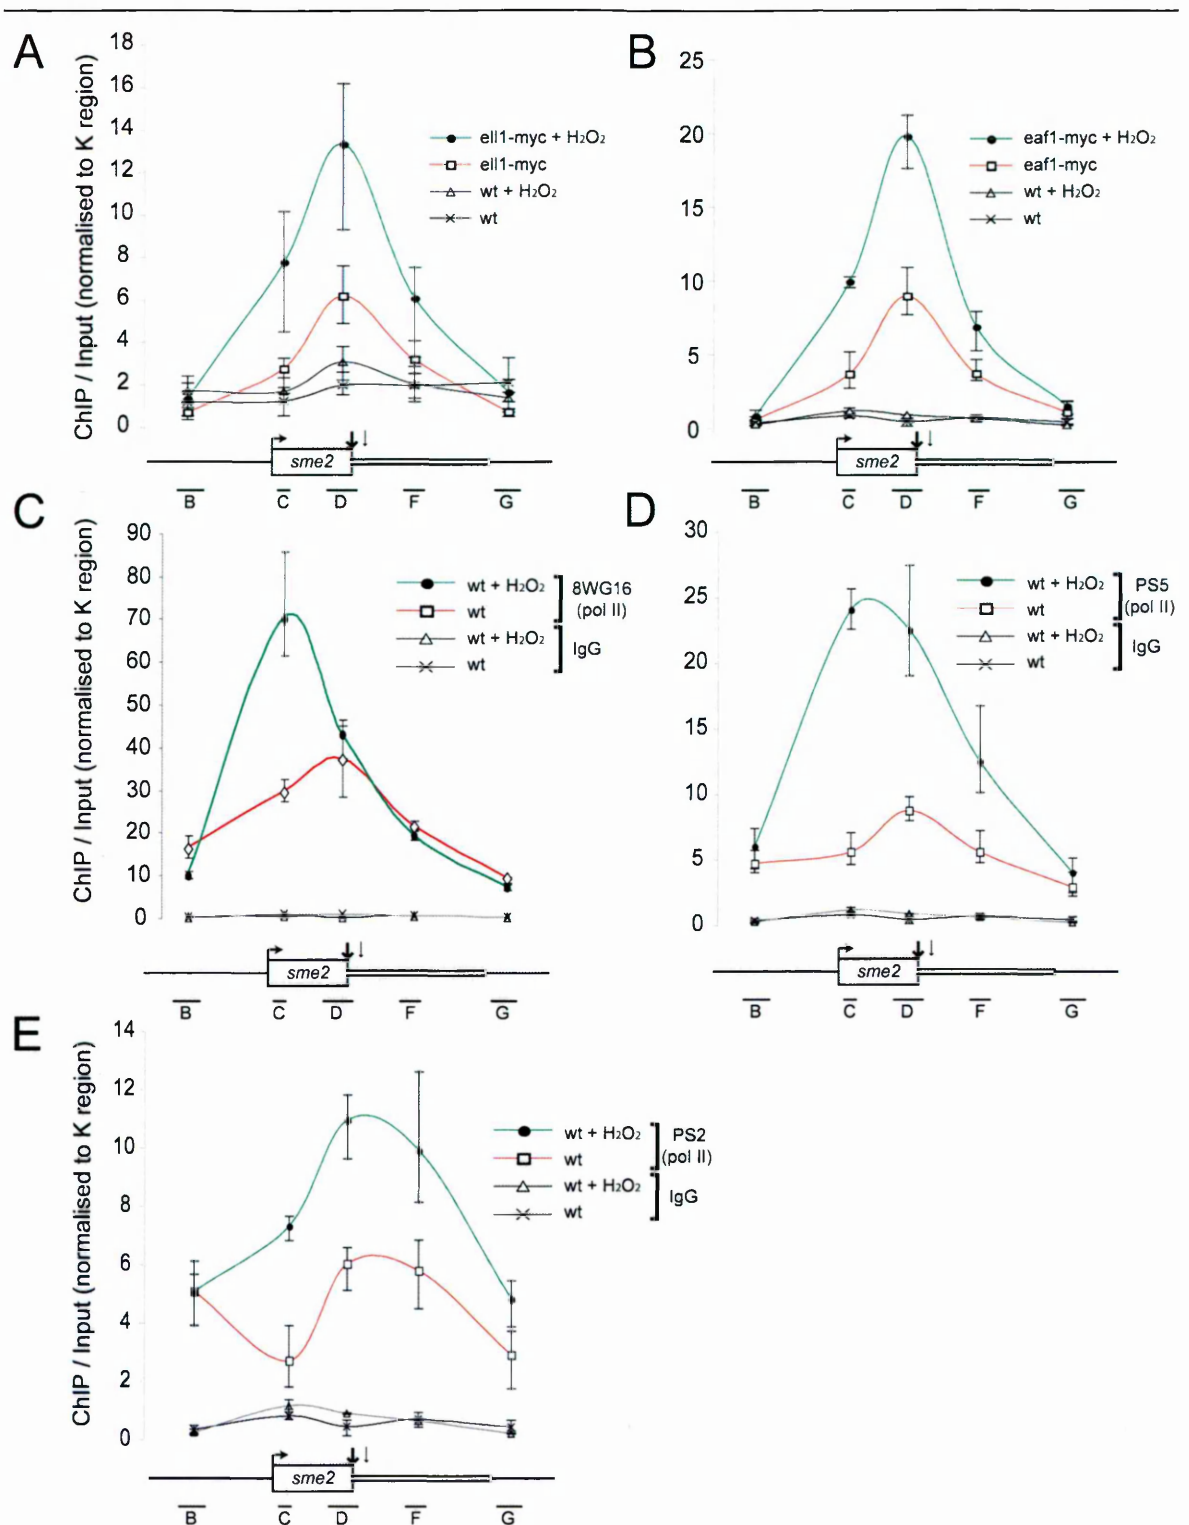 A
ChIP / Input (normalised to K region)
18
16
14
12
10
8
6
4
2
0
ell1-myc + H₂O₂
ell1-myc
wt + H₂O₂
wt
sme2
B C D F G
B
25
20
15
10
5
0
eaf1-myc + H₂O₂
eaf1-myc
wt + H₂O₂
wt
sme2
B C D F G
C
ChIP / Input (normalised to K region)
90
80
70
60
50
40
30
20
10
0
wt + H₂O₂
wt
8WG16
(pol II)
wt + H₂O₂
wt
IgG
sme2
B C D F G
D
30
25
20
15
10
5
0
wt + H₂O₂
wt
PS5
(pol II)
wt + H₂O₂
wt
IgG
sme2
B C D F G
E
ChIP / Input (normalised to K region)
14
12
10
8
6
4
2
0
wt + H₂O₂
wt
PS2
(pol II)
wt + H₂O₂
wt
IgG
sme2
B C D F G